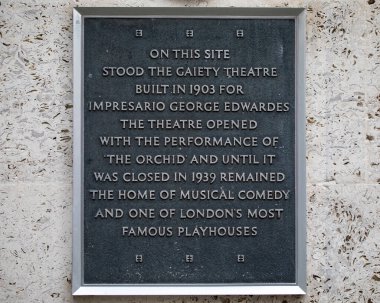 ON THIS SITE
STOOD THE GAIETY THEATRE
BUILT IN 1903 FOR
IMPRESARIO GEORGE EDWARDES
THE THEATRE OPENED
WITH THE PERFORMANCE OF
THE ORCHID AND UNTIL IT
WAS CLOSED IN 1939 REMAINED
THE HOME OF MUSICAL COMEDY
AND ONE OF LONDON'S MOST
FAMOUS PLAYHOUSES